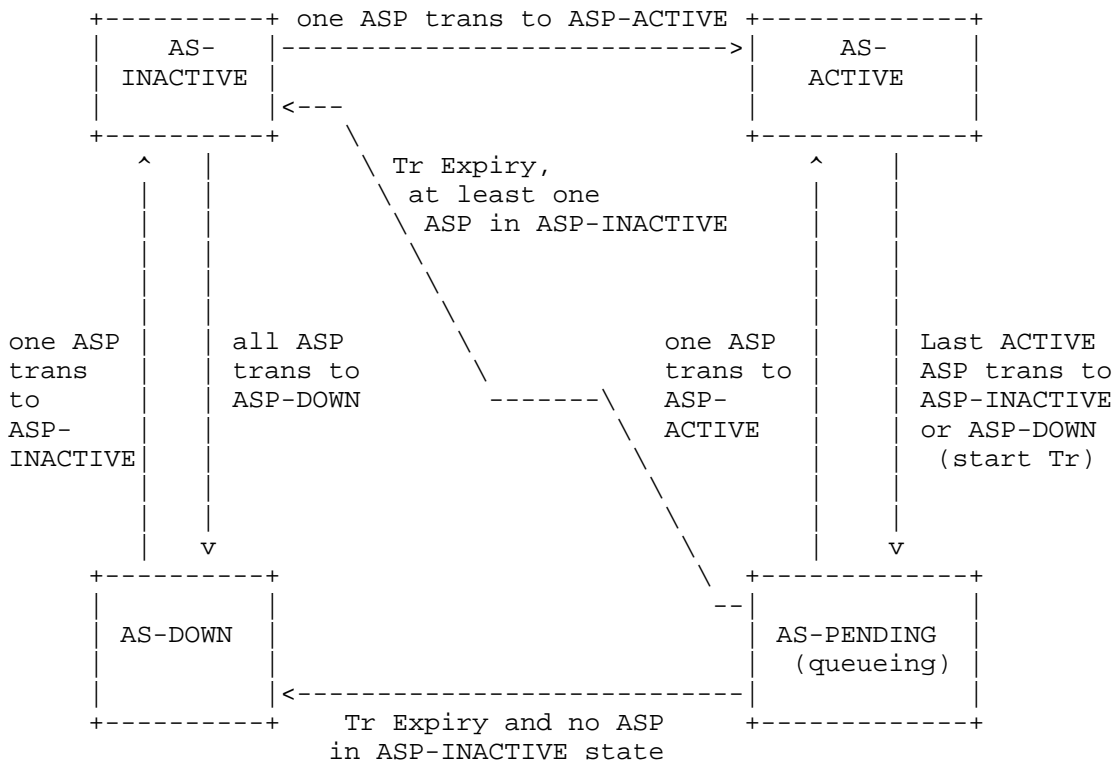 one ASP trans to ASP-ACTIVE
AS-
INACTIVE
AS-
ACTIVE
Tr Expiry,
at least one
ASP in ASP-INACTIVE
one ASP
trans
to
ASP-
INACTIVE
all ASP
trans to
ASP-DOWN
one ASP
trans to
ASP-
ACTIVE
Last ACTIVE
ASP trans to
ASP-INACTIVE
or ASP-DOWN
(start Tr)
AS-DOWN
AS-PENDING
(queueing)
Tr Expiry and no ASP
in ASP-INACTIVE state